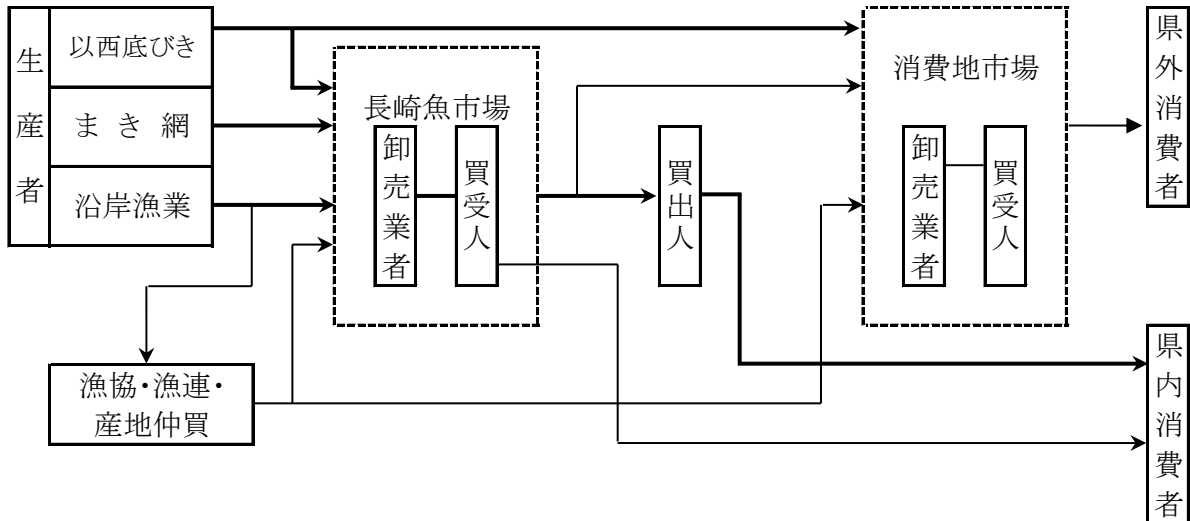 生産者
以西底びき
まき網
沿岸漁業
漁協・漁連・
産地仲買
長崎魚市場
卸売業者
買受人
買出人
消費地市場
卸売業者
買受人
県外消費者
県内消費者